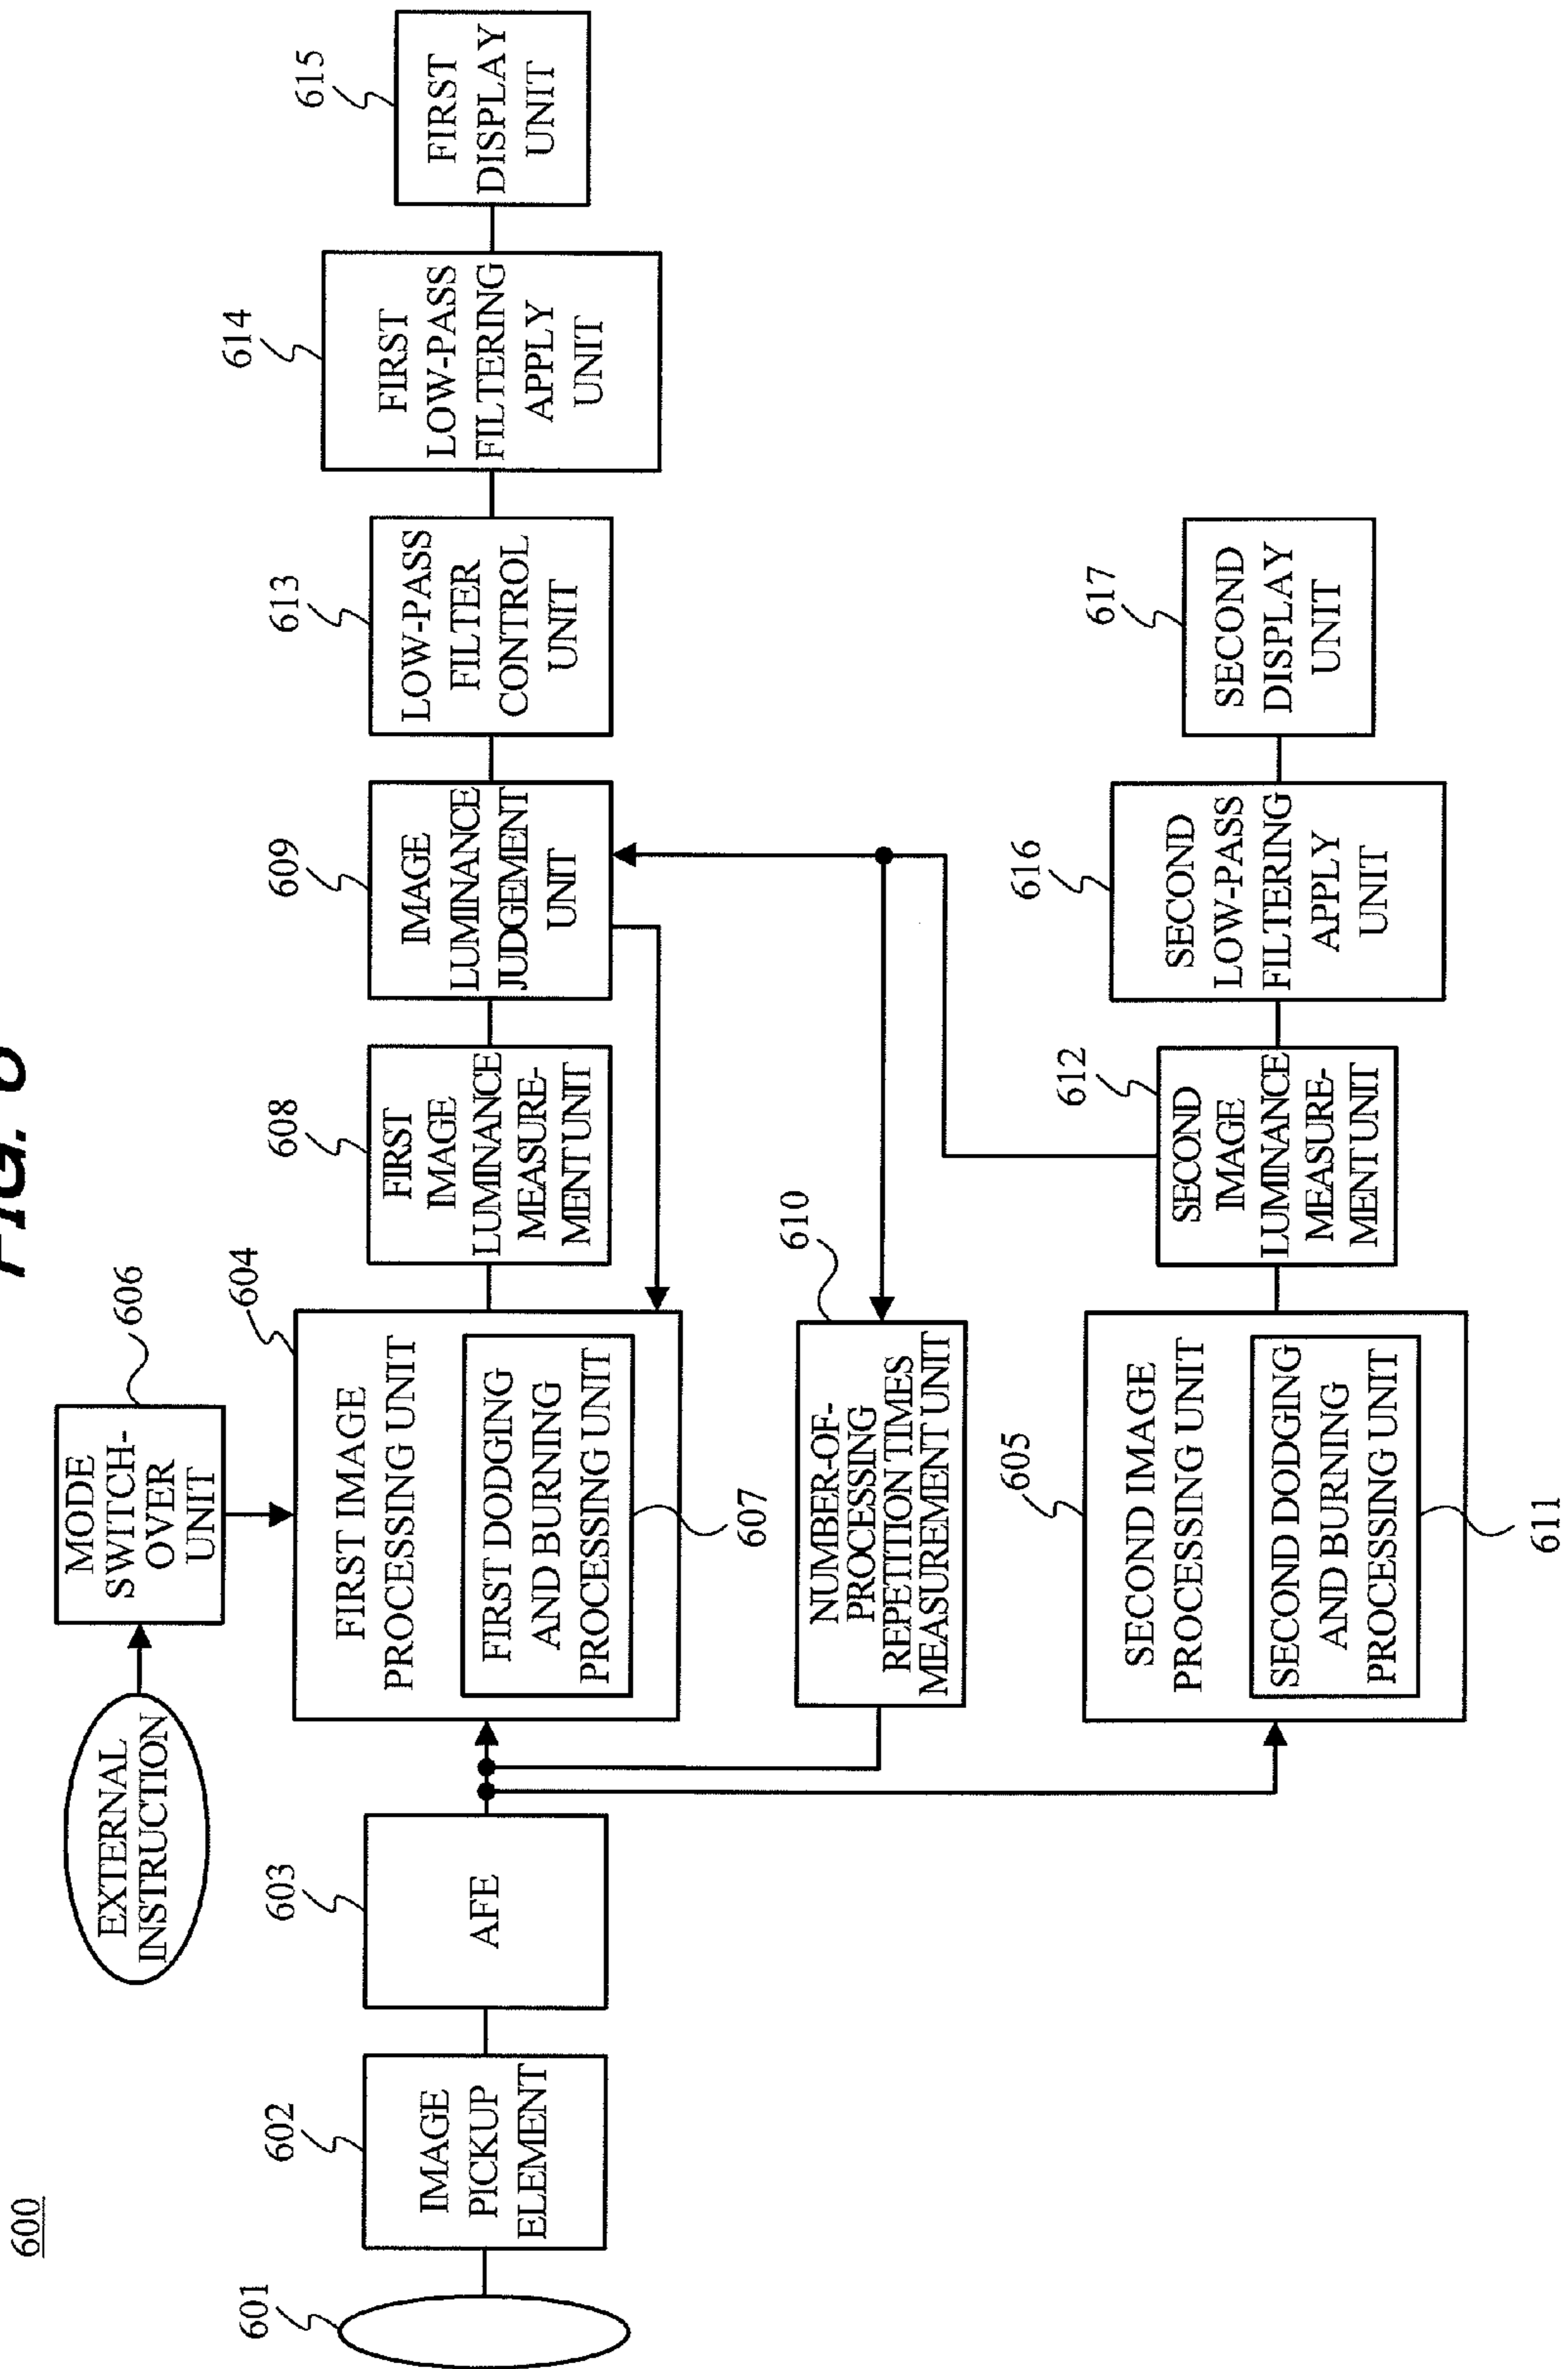 FIG. 6
600
601
602
IMAGE
PICKUP
ELEMENT
603
AFE
EXTERNAL
INSTRUCTION
606
MODE
SWITCH-
OVER
UNIT
604
FIRST IMAGE
PROCESSING UNIT
FIRST DODGING
AND BURNING
PROCESSING UNIT
607
608
FIRST
IMAGE
LUMINANCE
MEASURE-
MENT UNIT
609
IMAGE
LUMINANCE
JUDGEMENT
UNIT
613
LOW-PASS
FILTER
CONTROL
UNIT
614
FIRST
LOW-PASS
FILTERING
APPLY
UNIT
615
FIRST
DISPLAY
UNIT
610
NUMBER-OF-
PROCESSING
REPETITION TIMES
MEASUREMENT UNIT
605
SECOND IMAGE
PROCESSING UNIT
SECOND DODGING
AND BURNING
PROCESSING UNIT
611
612
SECOND
IMAGE
LUMINANCE
MEASURE-
MENT UNIT
616
SECOND
LOW-PASS
FILTERING
APPLY
UNIT
617
SECOND
DISPLAY
UNIT